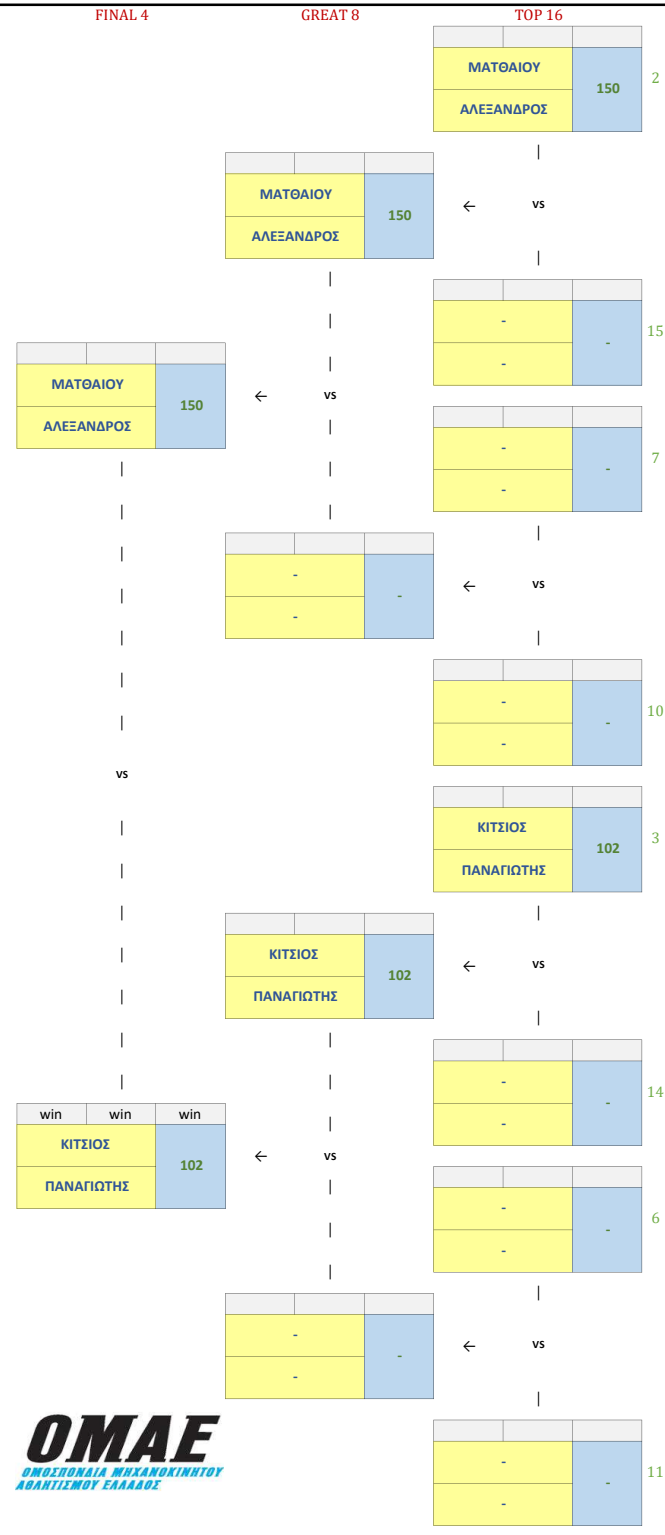 FINAL 4 GREAT 8 TOP 16
ΜΑΤΘΑΙΟΥ
150
2
ΑΛΕΞΑΝΔΡΟΣ
|
ΜΑΤΘΑΙΟΥ
150
← vs
ΑΛΕΞΑΝΔΡΟΣ
|
|
-
-
15
-
|
ΜΑΤΘΑΙΟΥ
150
← vs
ΑΛΕΞΑΝΔΡΟΣ
|
-
-
7
-
|
|
|
|
|
-
-
← vs
-
|
|
|
-
-
10
-
|
vs
|
ΚΙΤΣΙΟΣ
102
3
ΠΑΝΑΓΙΩΤΗΣ
|
|
|
ΚΙΤΣΙΟΣ
102
← vs
ΠΑΝΑΓΙΩΤΗΣ
|
|
|
|
|
-
-
14
-
|
|
win win win
ΚΙΤΣΙΟΣ
102
← vs
ΠΑΝΑΓΙΩΤΗΣ
|
-
-
6
-
|
|
|
-
-
← vs
-
|
-
-
11
-
ΟΜΑΕ
ΟΜΟΣΠΟΝΔΙΑ ΜΗΧΑΝΟΚΙΝΗΤΟΥ
ΑΘΛΗΤΙΣΜΟΥ ΕΛΛΑΔΟΣ